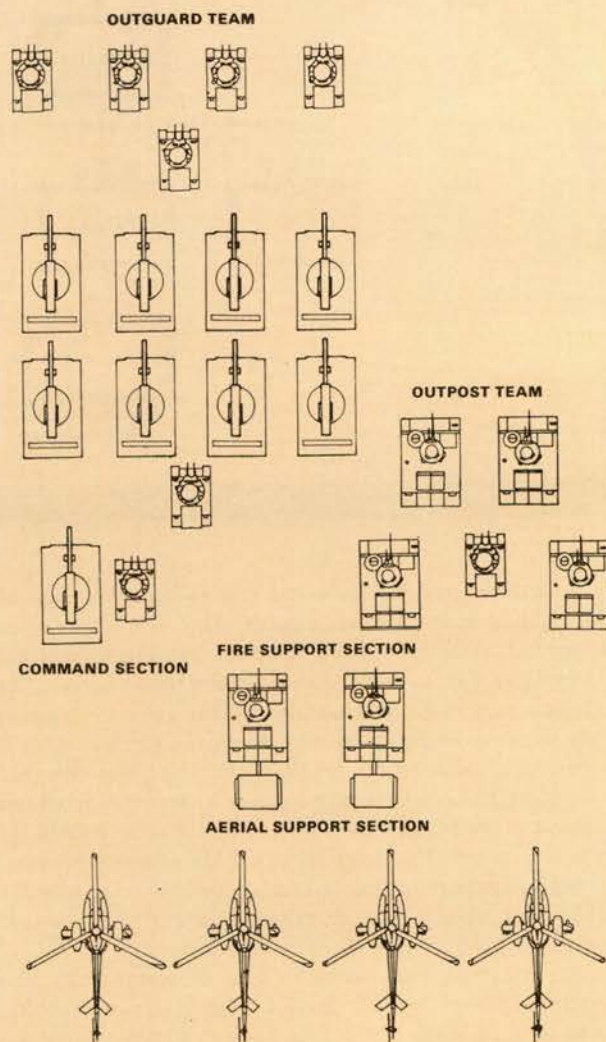 OUTGUARD TEAM
OUTPOST TEAM
COMMAND SECTION
FIRE SUPPORT SECTION
AERIAL SUPPORT SECTION